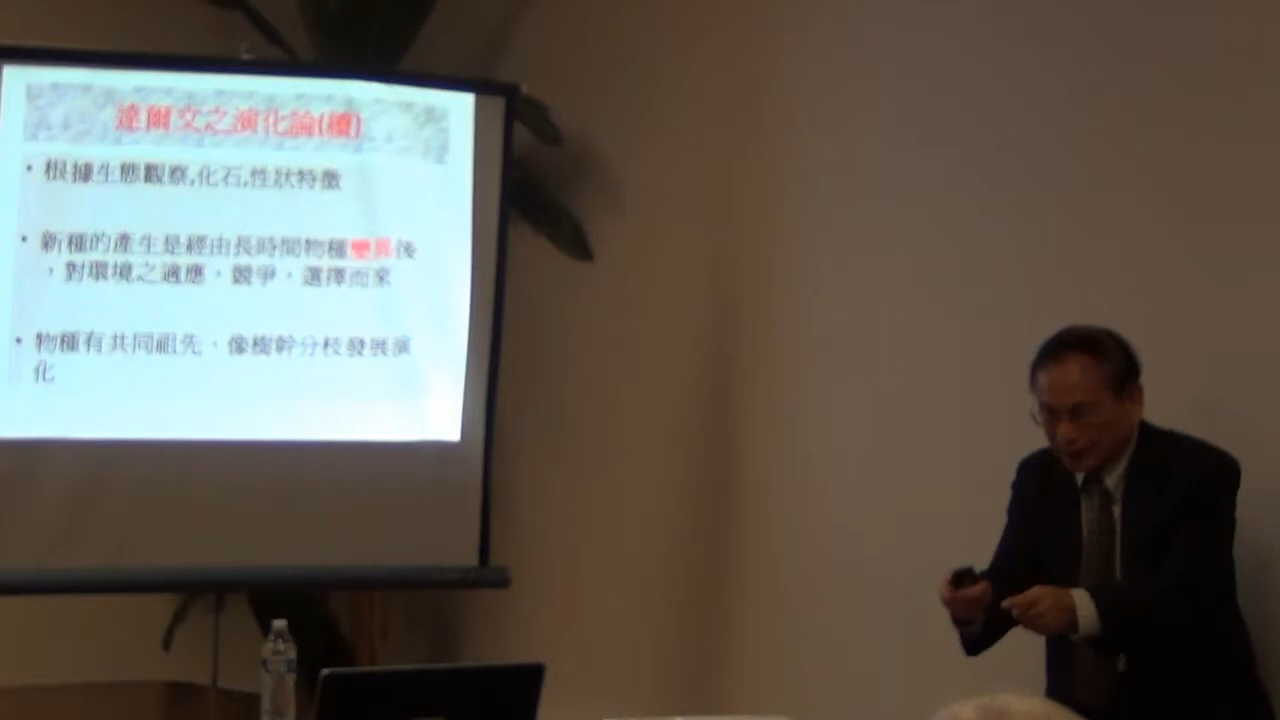 達爾文之演化論(續)
• 根據生態觀察,化石,性狀特徵
• 新種的產生是經由長時間物種變異後
，對環境之適應，競爭，選擇而來
• 物種有共同祖先，像樹幹分枝發展演
化